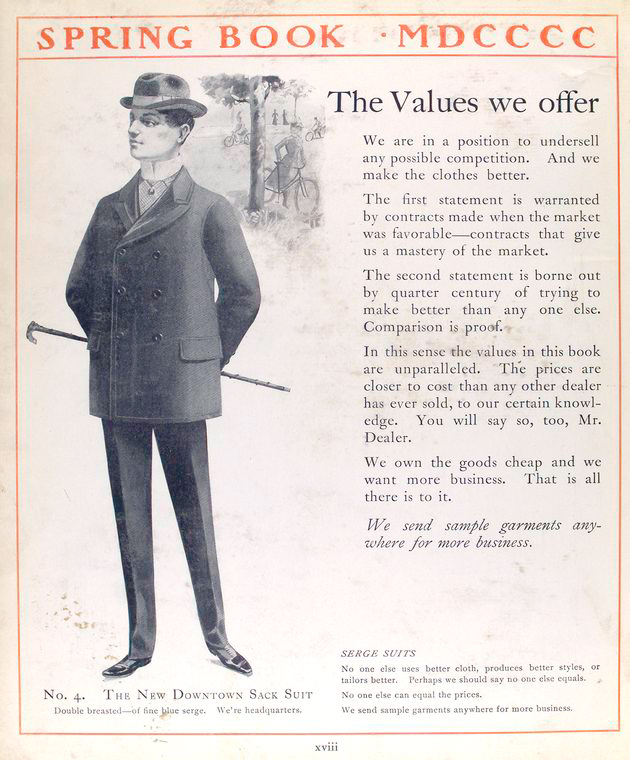 SPRING BOOK · MDCCCC
The Values we offer
We are in a position to undersell
any possible competition. And we
make the clothes better.
The first statement is warranted
by contracts made when the market
was favorable—contracts that give
us a mastery of the market.
The second statement is borne out
by quarter century of trying to
make better than any one else.
Comparison is proof.
In this sense the values in this book
are unparalleled. The prices are
closer to cost than any other dealer
has ever sold, to our certain knowl-
edge. You will say so, too, Mr.
Dealer.
We own the goods cheap and we
want more business. That is all
there is to it.
We send sample garments any-
where for more business.
No. 4. The New Downtown Sack Suit
Double breasted—of fine blue serge. We're headquarters.
SERGE SUITS
No one else uses better cloth, produces better styles, or
tailors better. Perhaps we should say no one else equals.
No one else can equal the prices.
We send sample garments anywhere for more business.
xviii